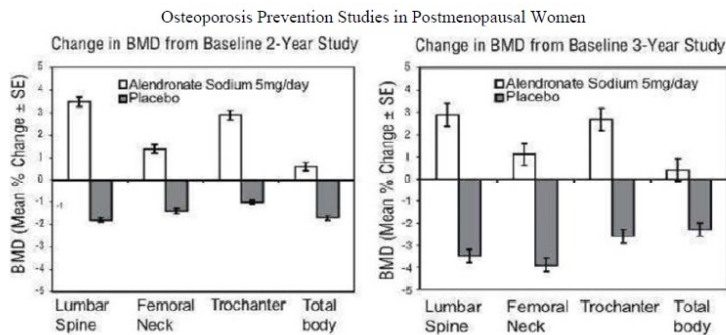 Osteoporosis Prevention Studies in Postmenopausal Women
Change in BMD from Baseline 2-Year Study
BMD (Mean % Change ± SE)
5
4
3
2
1
0
-1
-2
-3
-4
-5
-1
Alendronate Sodium 5mg/day
Placebo
Lumbar Spine
Femoral Neck
Trochanter
Total body
Change in BMD from Baseline 3-Year Study
BMD (Mean % Change ± SE)
5
4
3
2
1
0
-1
-2
-3
-4
-5
Alendronate Sodium 5mg/day
Placebo
Lumbar Spine
Femoral Neck
Trochanter
Total body